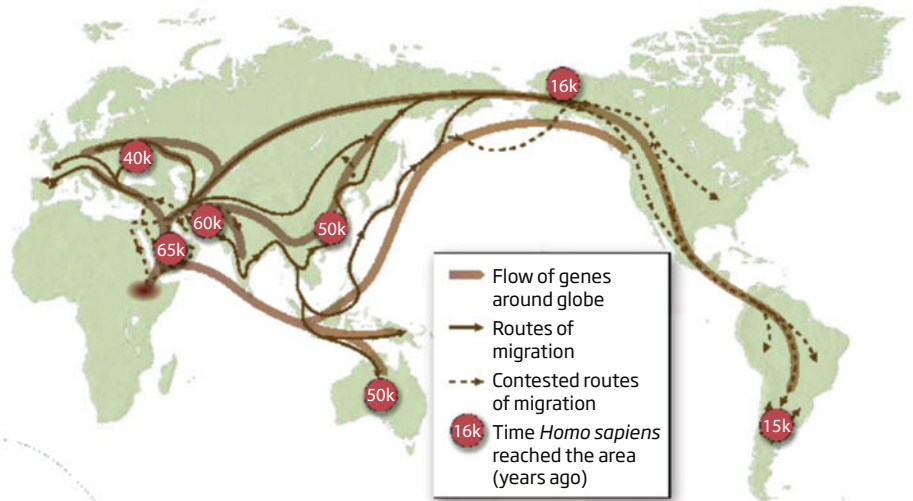 16k
40k
60k
50k
65k
50k
15k
Flow of genes
around globe
Routes of
migration
Contested routes
of migration
16k
Time Homo sapiens
reached the area
(years ago)